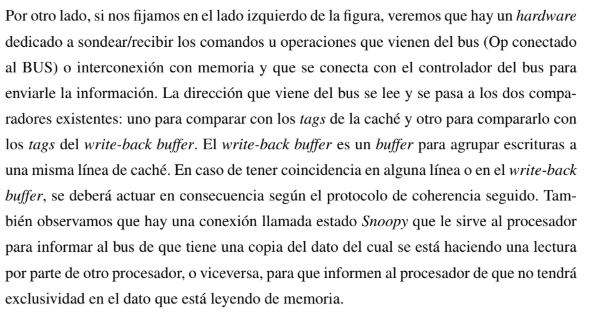 Por otro lado, si nos fijamos en el lado izquierdo de la figura, veremos que hay un hardware
dedicado a sondear/recibir los comandos u operaciones que vienen del bus (Op conectado
al BUS) o interconexión con memoria y que se conecta con el controlador del bus para
enviarle la información. La dirección que viene del bus se lee y se pasa a los dos compa-
radores existentes: uno para comparar con los tags de la caché y otro para compararlo con
los tags del write-back buffer. El write-back buffer es un buffer para agrupar escrituras a
una misma línea de caché. En caso de tener coincidencia en alguna línea o en el write-back
buffer, se deberá actuar en consecuencia según el protocolo de coherencia seguido. Tam-
bién observamos que hay una conexión llamada estado Snoopy que le sirve al procesador
para informar al bus de que tiene una copia del dato del cual se está haciendo una lectura
por parte de otro procesador, o viceversa, para que informen al procesador de que no tendrá
exclusividad en el dato que está leyendo de memoria.